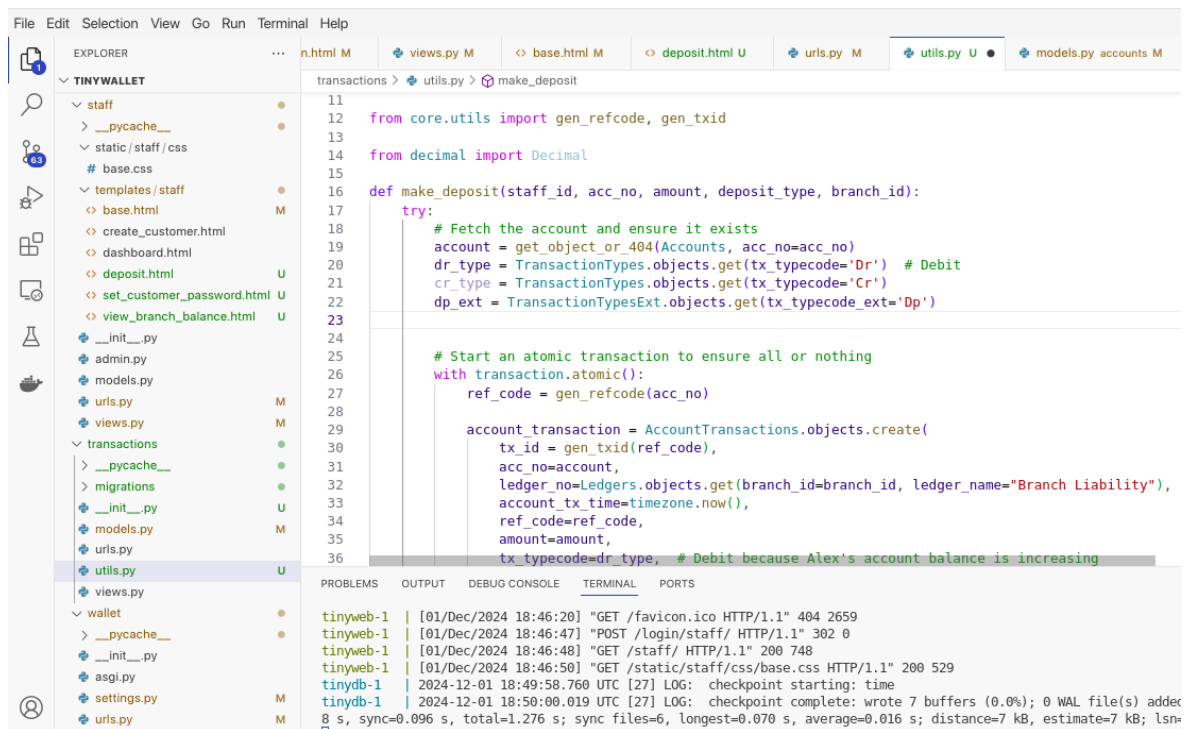 File Edit Selection View Go Run Terminal Help
EXPLORER ...
n.html M views.py M base.html M deposit.html U urls.py M utils.py U models.py accounts M
TINYWALLET
transactions > utils.py > make_deposit
staff
__pycache__
static/staff/css
# base.css
templates/staff
base.html M
create_customer.html
dashboard.html
deposit.html U
set_customer_password.html U
view_branch_balance.html U
__init__.py
admin.py
models.py
urls.py M
views.py M
transactions
__pycache__
migrations
__init__.py U
models.py M
urls.py
utils.py U
views.py
wallet
__pycache__
__init__.py
asgi.py
settings.py M
urls.py M
1
63
11
12 from core.utils import gen_refcode, gen_txid
13
14 from decimal import Decimal
15
16 def make_deposit(staff_id, acc_no, amount, deposit_type, branch_id):
17 try:
18 # Fetch the account and ensure it exists
19 account = get_object_or_404(Accounts, acc_no=acc_no)
20 dr_type = TransactionTypes.objects.get(tx_typecode='Dr') # Debit
21 cr_type = TransactionTypes.objects.get(tx_typecode='Cr')
22 dp_ext = TransactionTypesExt.objects.get(tx_typecode_ext='Dp')
23
24
25 # Start an atomic transaction to ensure all or nothing
26 with transaction.atomic():
27 ref_code = gen_refcode(acc_no)
28
29 account_transaction = AccountTransactions.objects.create(
30 tx_id = gen_txid(ref_code),
31 acc_no=account,
32 ledger_no=Ledgers.objects.get(branch_id=branch_id, ledger_name="Branch Liability"),
33 account_tx_time=timezone.now(),
34 ref_code=ref_code,
35 amount=amount,
36 tx_typecode=dr_type, # Debit because Alex's account balance is increasing
PROBLEMS OUTPUT DEBUG CONSOLE TERMINAL PORTS
tinyweb-1 | [01/Dec/2024 18:46:20] "GET /favicon.ico HTTP/1.1" 404 2659
tinyweb-1 | [01/Dec/2024 18:46:47] "POST /login/staff/ HTTP/1.1" 302 0
tinyweb-1 | [01/Dec/2024 18:46:48] "GET /staff/ HTTP/1.1" 200 748
tinyweb-1 | [01/Dec/2024 18:46:50] "GET /static/staff/css/base.css HTTP/1.1" 200 529
tinydb-1 | 2024-12-01 18:49:58.760 UTC [27] LOG: checkpoint starting: time
tinydb-1 | 2024-12-01 18:50:00.019 UTC [27] LOG: checkpoint complete: wrote 7 buffers (0.0%); 0 WAL file(s) added
8 s, sync=0.096 s, total=1.276 s; sync files=6, longest=0.070 s, average=0.016 s; distance=7 kB, estimate=7 kB; lsn=